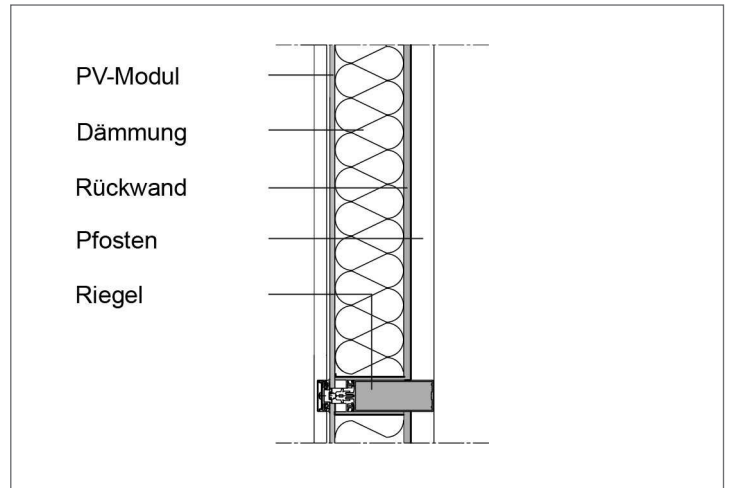 PV-Modul
Dämmung
Rückwand
Pfosten
Riegel